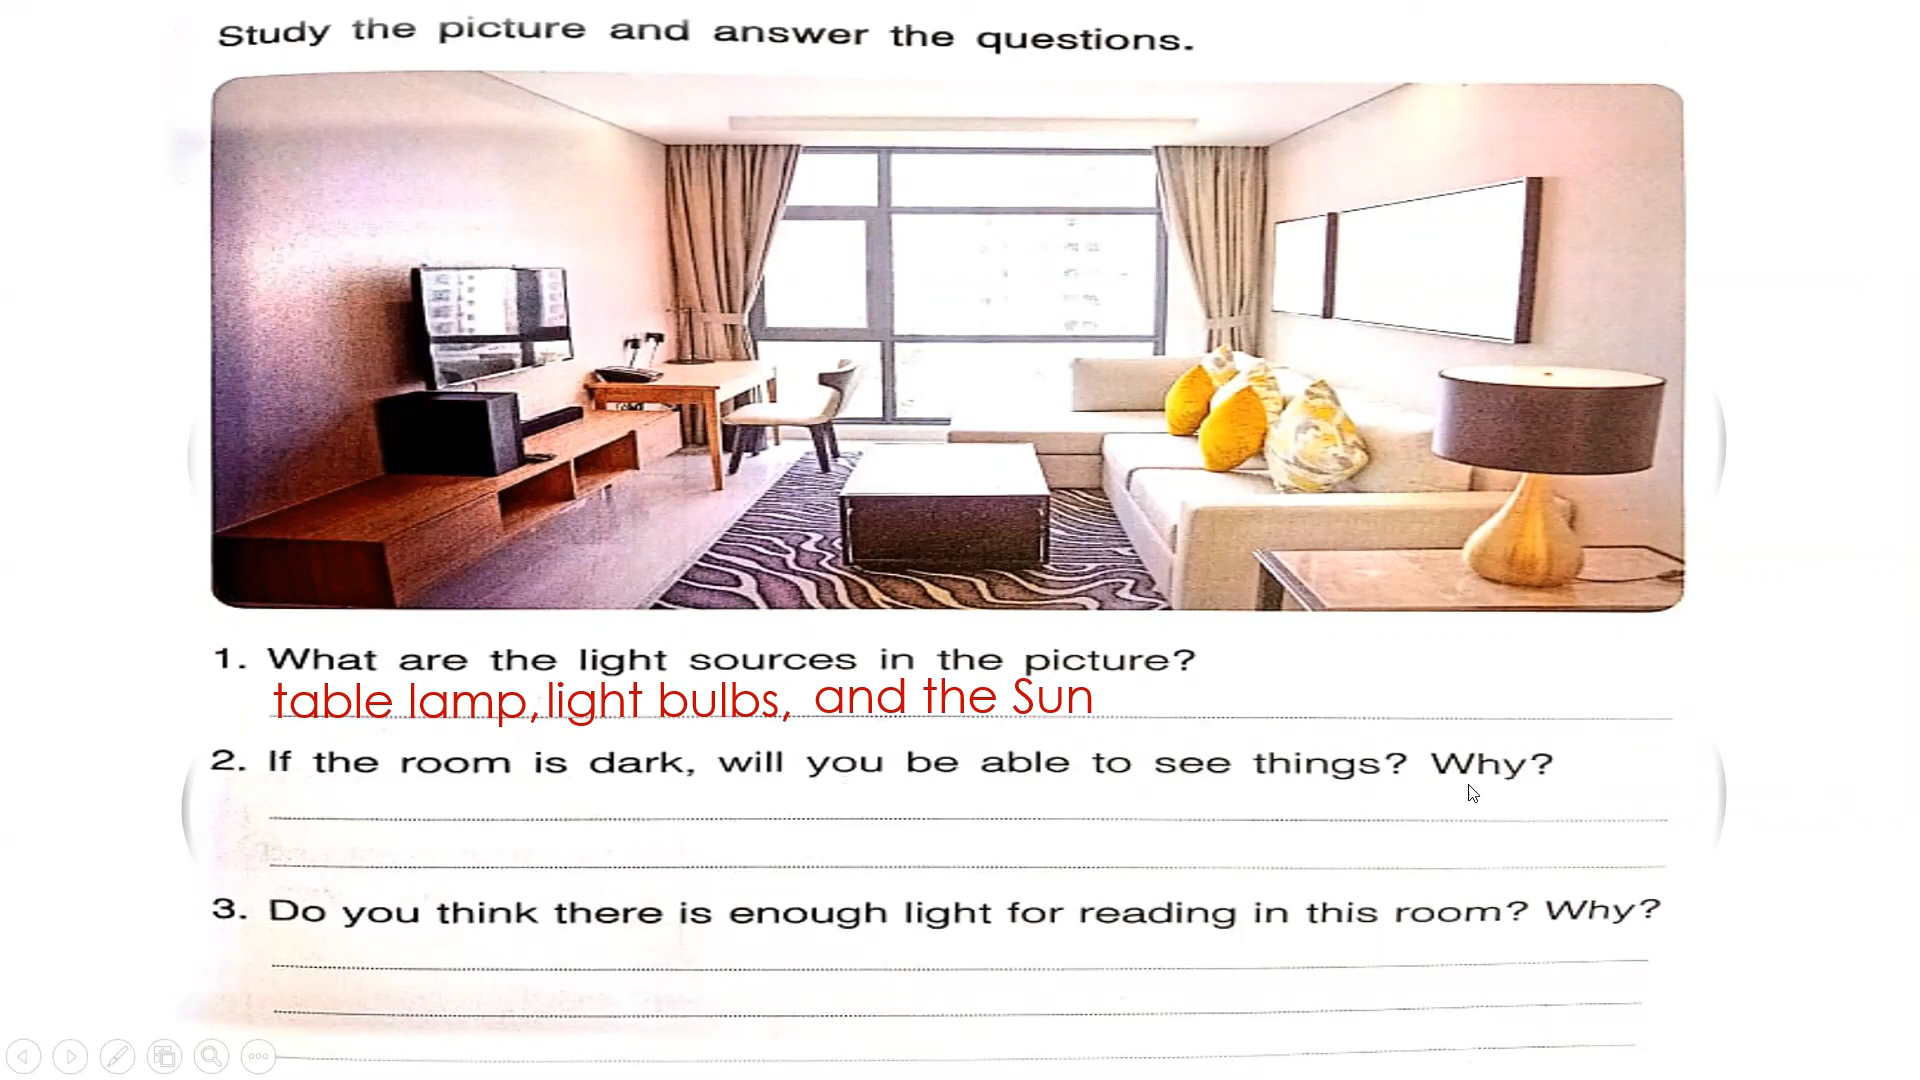 Study the picture and answer the questions.
1. What are the light sources in the picture?
table lamp, light bulbs, and the Sun
2. If the room is dark, will you be able to see things? Why?
3. Do you think there is enough light for reading in this room? Why?